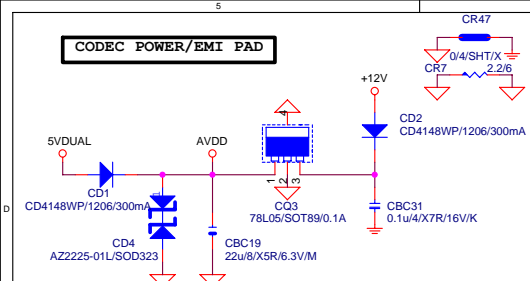 5
CODEC POWER/EMI PAD
CR47
0/4/SHT/X
CR7
2.2/6
+12V
CD2
CD4148WP/1206/300mA
5VDUAL
AVDD
4
1
2
3
CD1
CD4148WP/1206/300mA
CQ3
78L05/SOT89/0.1A
CBC31
0.1u/4/X7R/16V/K
D
CD4
AZ2225-01L/SOD323
CBC19
22u/8/X5R/6.3V/M